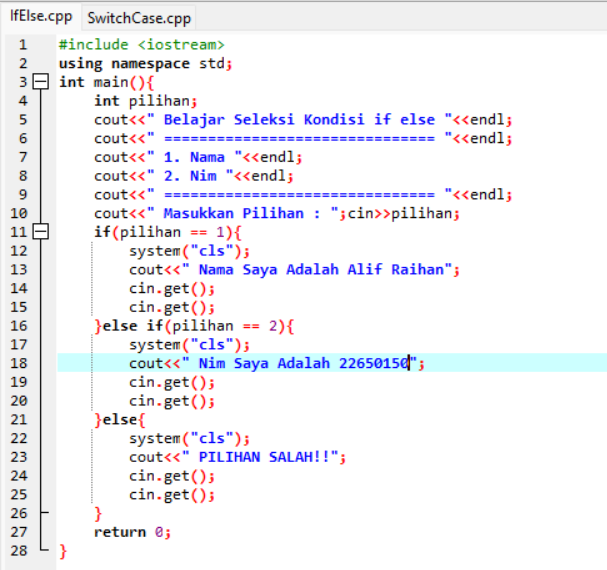 IfElse.cpp SwitchCase.cpp
1 #include <iostream>
2 using namespace std;
3 int main(){
4 int pilihan;
5 cout<<" Belajar Seleksi Kondisi if else "<<endl;
6 cout<<" =============================== "<<endl;
7 cout<<" 1. Nama "<<endl;
8 cout<<" 2. Nim "<<endl;
9 cout<<" =============================== "<<endl;
10 cout<<" Masukkan Pilihan : ";cin>>pilihan;
11 if(pilihan == 1){
12 system("cls");
13 cout<<" Nama Saya Adalah Alif Raihan";
14 cin.get();
15 cin.get();
16 }else if(pilihan == 2){
17 system("cls");
18 cout<<" Nim Saya Adalah 22650150";
19 cin.get();
20 cin.get();
21 }else{
22 system("cls");
23 cout<<" PILIHAN SALAH!!";
24 cin.get();
25 cin.get();
26 }
27 return 0;
28 }